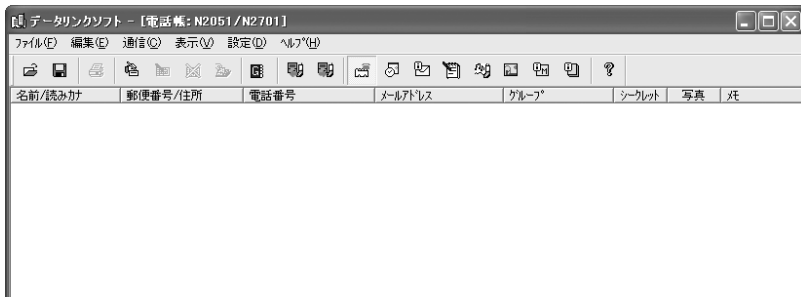 データリンクソフト - [電話帳: N2051/N2701]
ファイル(F) 編集(E) 通信(C) 表示(V) 設定(D) ヘルプ(H)
名前/読みカナ 郵便番号/住所 電話番号 メールアドレス グループ シークレット 写真 メモ